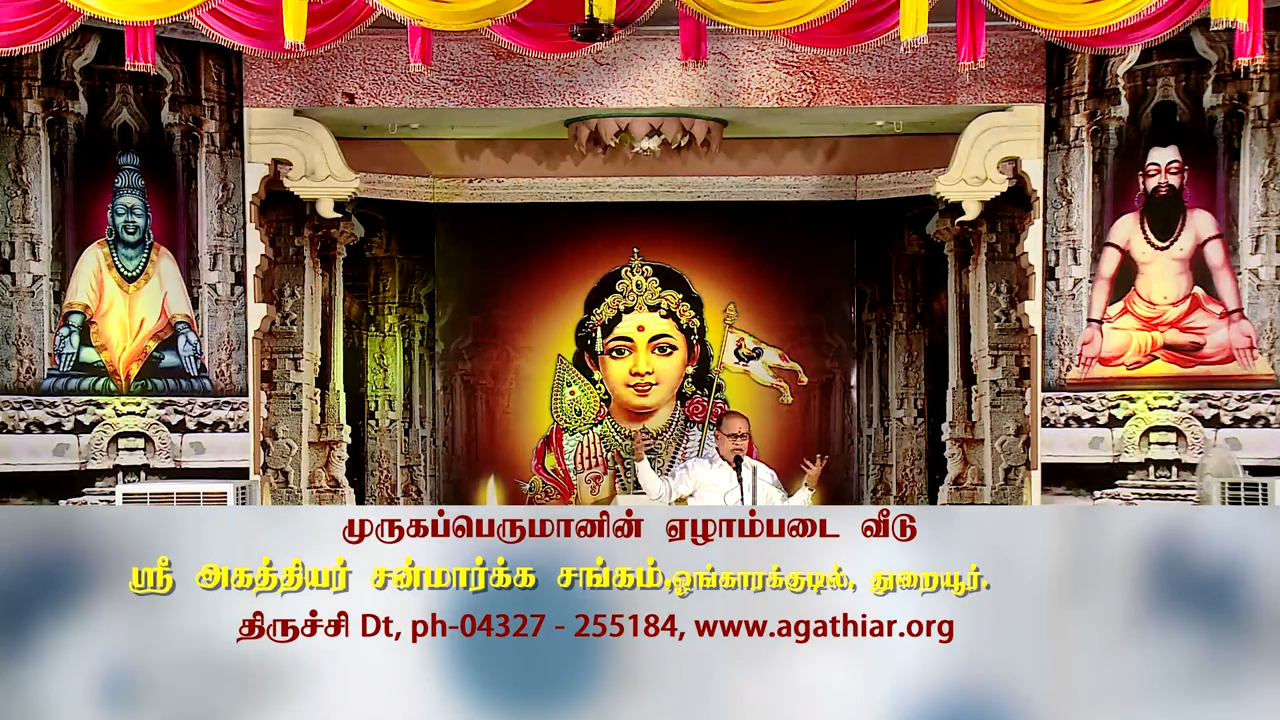 முருகப்பெருமானின் ஏழாம்படை வீடு
ஸ்ரீ அகத்தியர் சன்மார்க்க சங்கம்,ஓங்காரக்குடில், துறையூர்.
திருச்சி Dt, ph-04327 - 255184, www.agathiar.org